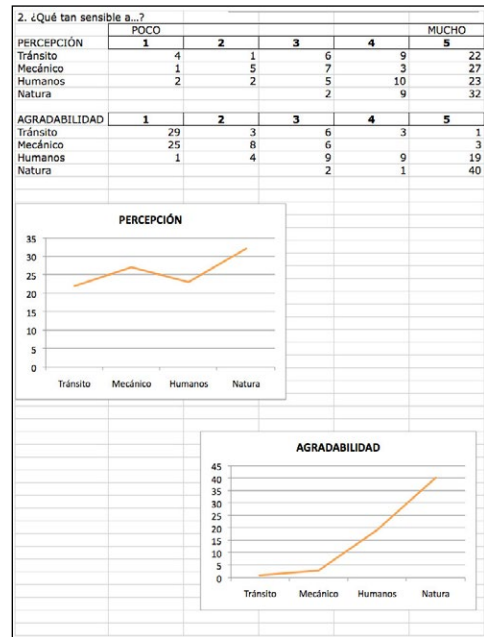 2. ¿Qué tan sensible a...?
POCO MUCHO
PERCEPCIÓN 1 2 3 4 5
Tránsito 4 1 6 9 22
Mecánico 1 5 7 3 27
Humanos 2 2 5 10 23
Natura 2 9 32
AGRADABILIDAD 1 2 3 4 5
Tránsito 29 3 6 3 1
Mecánico 25 8 6 3
Humanos 1 4 9 9 19
Natura 2 1 40
PERCEPCIÓN
35
30
25
20
15
10
5
0
Tránsito Mecánico Humanos Natura
AGRADABILIDAD
45
40
35
30
25
20
15
10
5
0
Tránsito Mecánico Humanos Natura